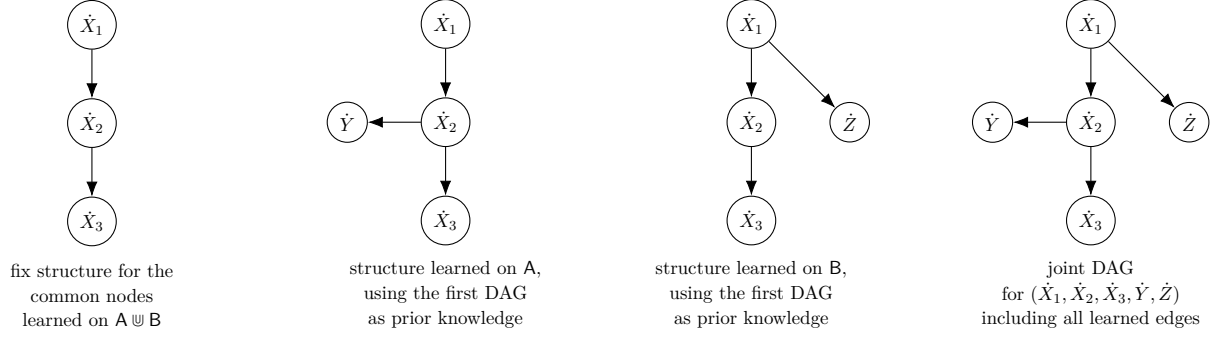 Ẋ₁
Ẋ₂
Ẋ₃
fix structure for the
common nodes
learned on A ⋓ B
Ẋ₁
Ẏ Ẋ₂
Ẋ₃
structure learned on A,
using the first DAG
as prior knowledge
Ẋ₁
Ẋ₂ Ż
Ẋ₃
structure learned on B,
using the first DAG
as prior knowledge
Ẋ₁
Ẏ Ẋ₂ Ż
Ẋ₃
joint DAG
for (Ẋ₁, Ẋ₂, Ẋ₃, Ẏ, Ż)
including all learned edges